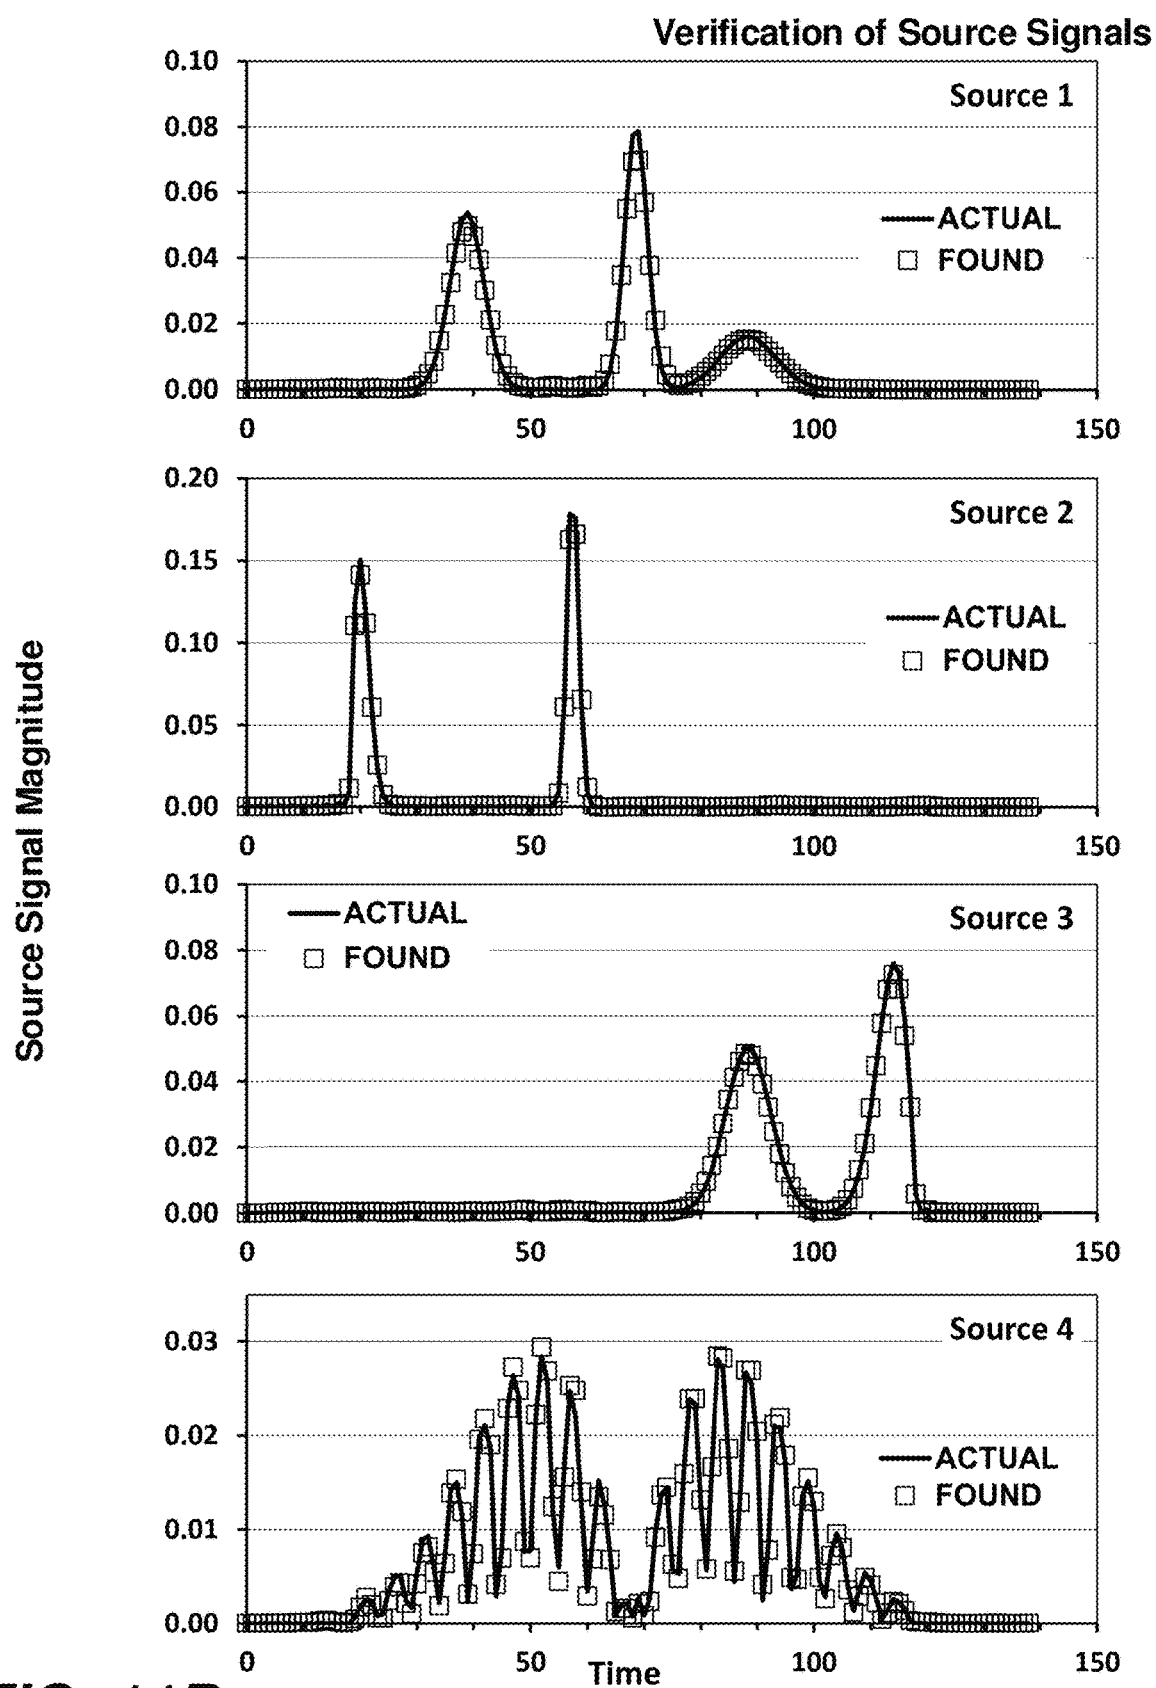 Verification of Source Signals
0.10
Source 1
0.08
0.06
ACTUAL
0.04
FOUND
0.02
0.00
0 50 100 150
0.20
Source 2
0.15
ACTUAL
0.10
FOUND
0.05
0.00
0 50 100 150
Source Signal Magnitude
0.10
ACTUAL
Source 3
0.08
FOUND
0.06
0.04
0.02
0.00
0 50 100 150
Source 4
0.03
0.02
ACTUAL
FOUND
0.01
0.00
0 50 100 150
Time